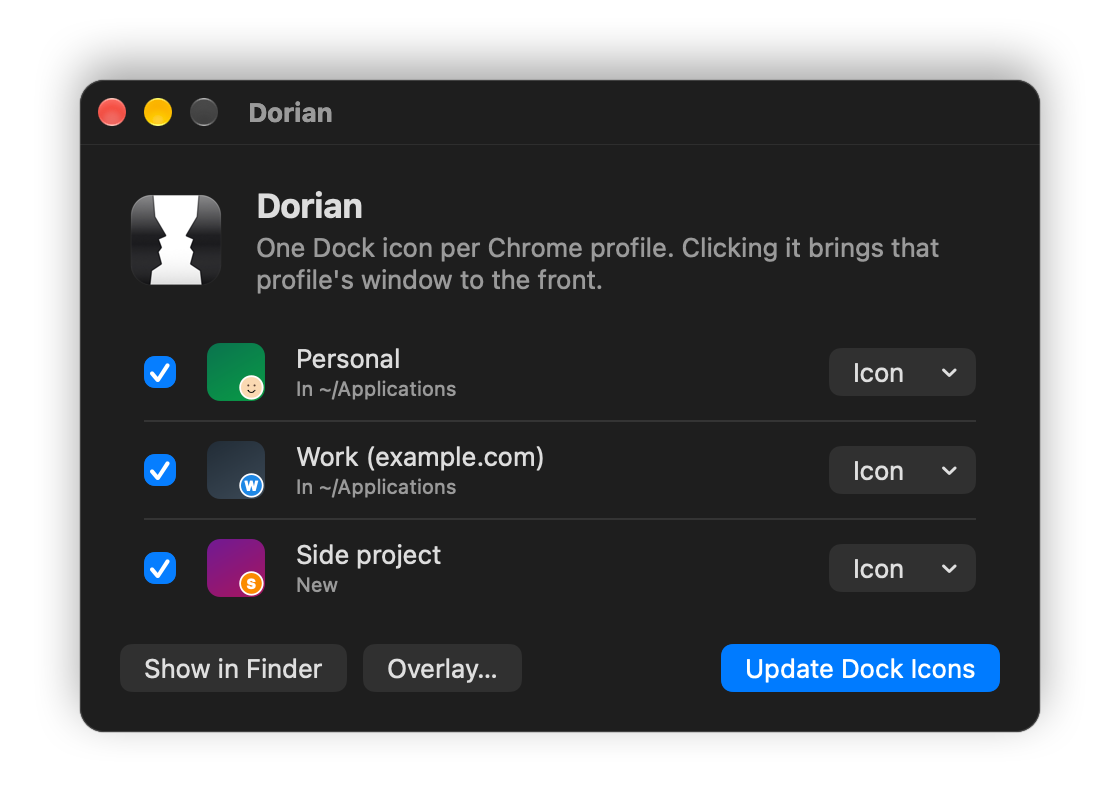 Dorian
Dorian
One Dock icon per Chrome profile. Clicking it brings that
profile's window to the front.
Personal
In ~/Applications
Icon
W
Work (example.com)
In ~/Applications
Icon
S
Side project
New
Icon
Show in Finder
Overlay...
Update Dock Icons